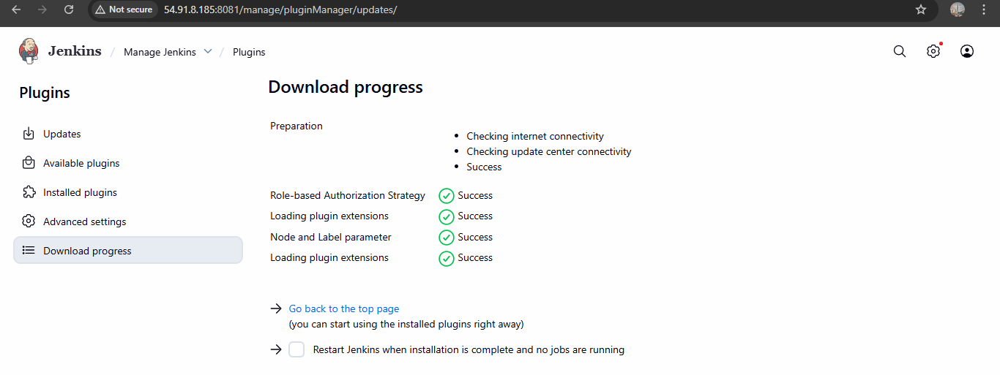 Not secure 54.91.8.185:8081/manage/pluginManager/updates/
Jenkins / Manage Jenkins / Plugins
Plugins
Updates
Available plugins
Installed plugins
Advanced settings
Download progress
Download progress
Preparation
Checking internet connectivity
Checking update center connectivity
Success
Role-based Authorization Strategy Success
Loading plugin extensions Success
Node and Label parameter Success
Loading plugin extensions Success
Go back to the top page
(you can start using the installed plugins right away)
Restart Jenkins when installation is complete and no jobs are running